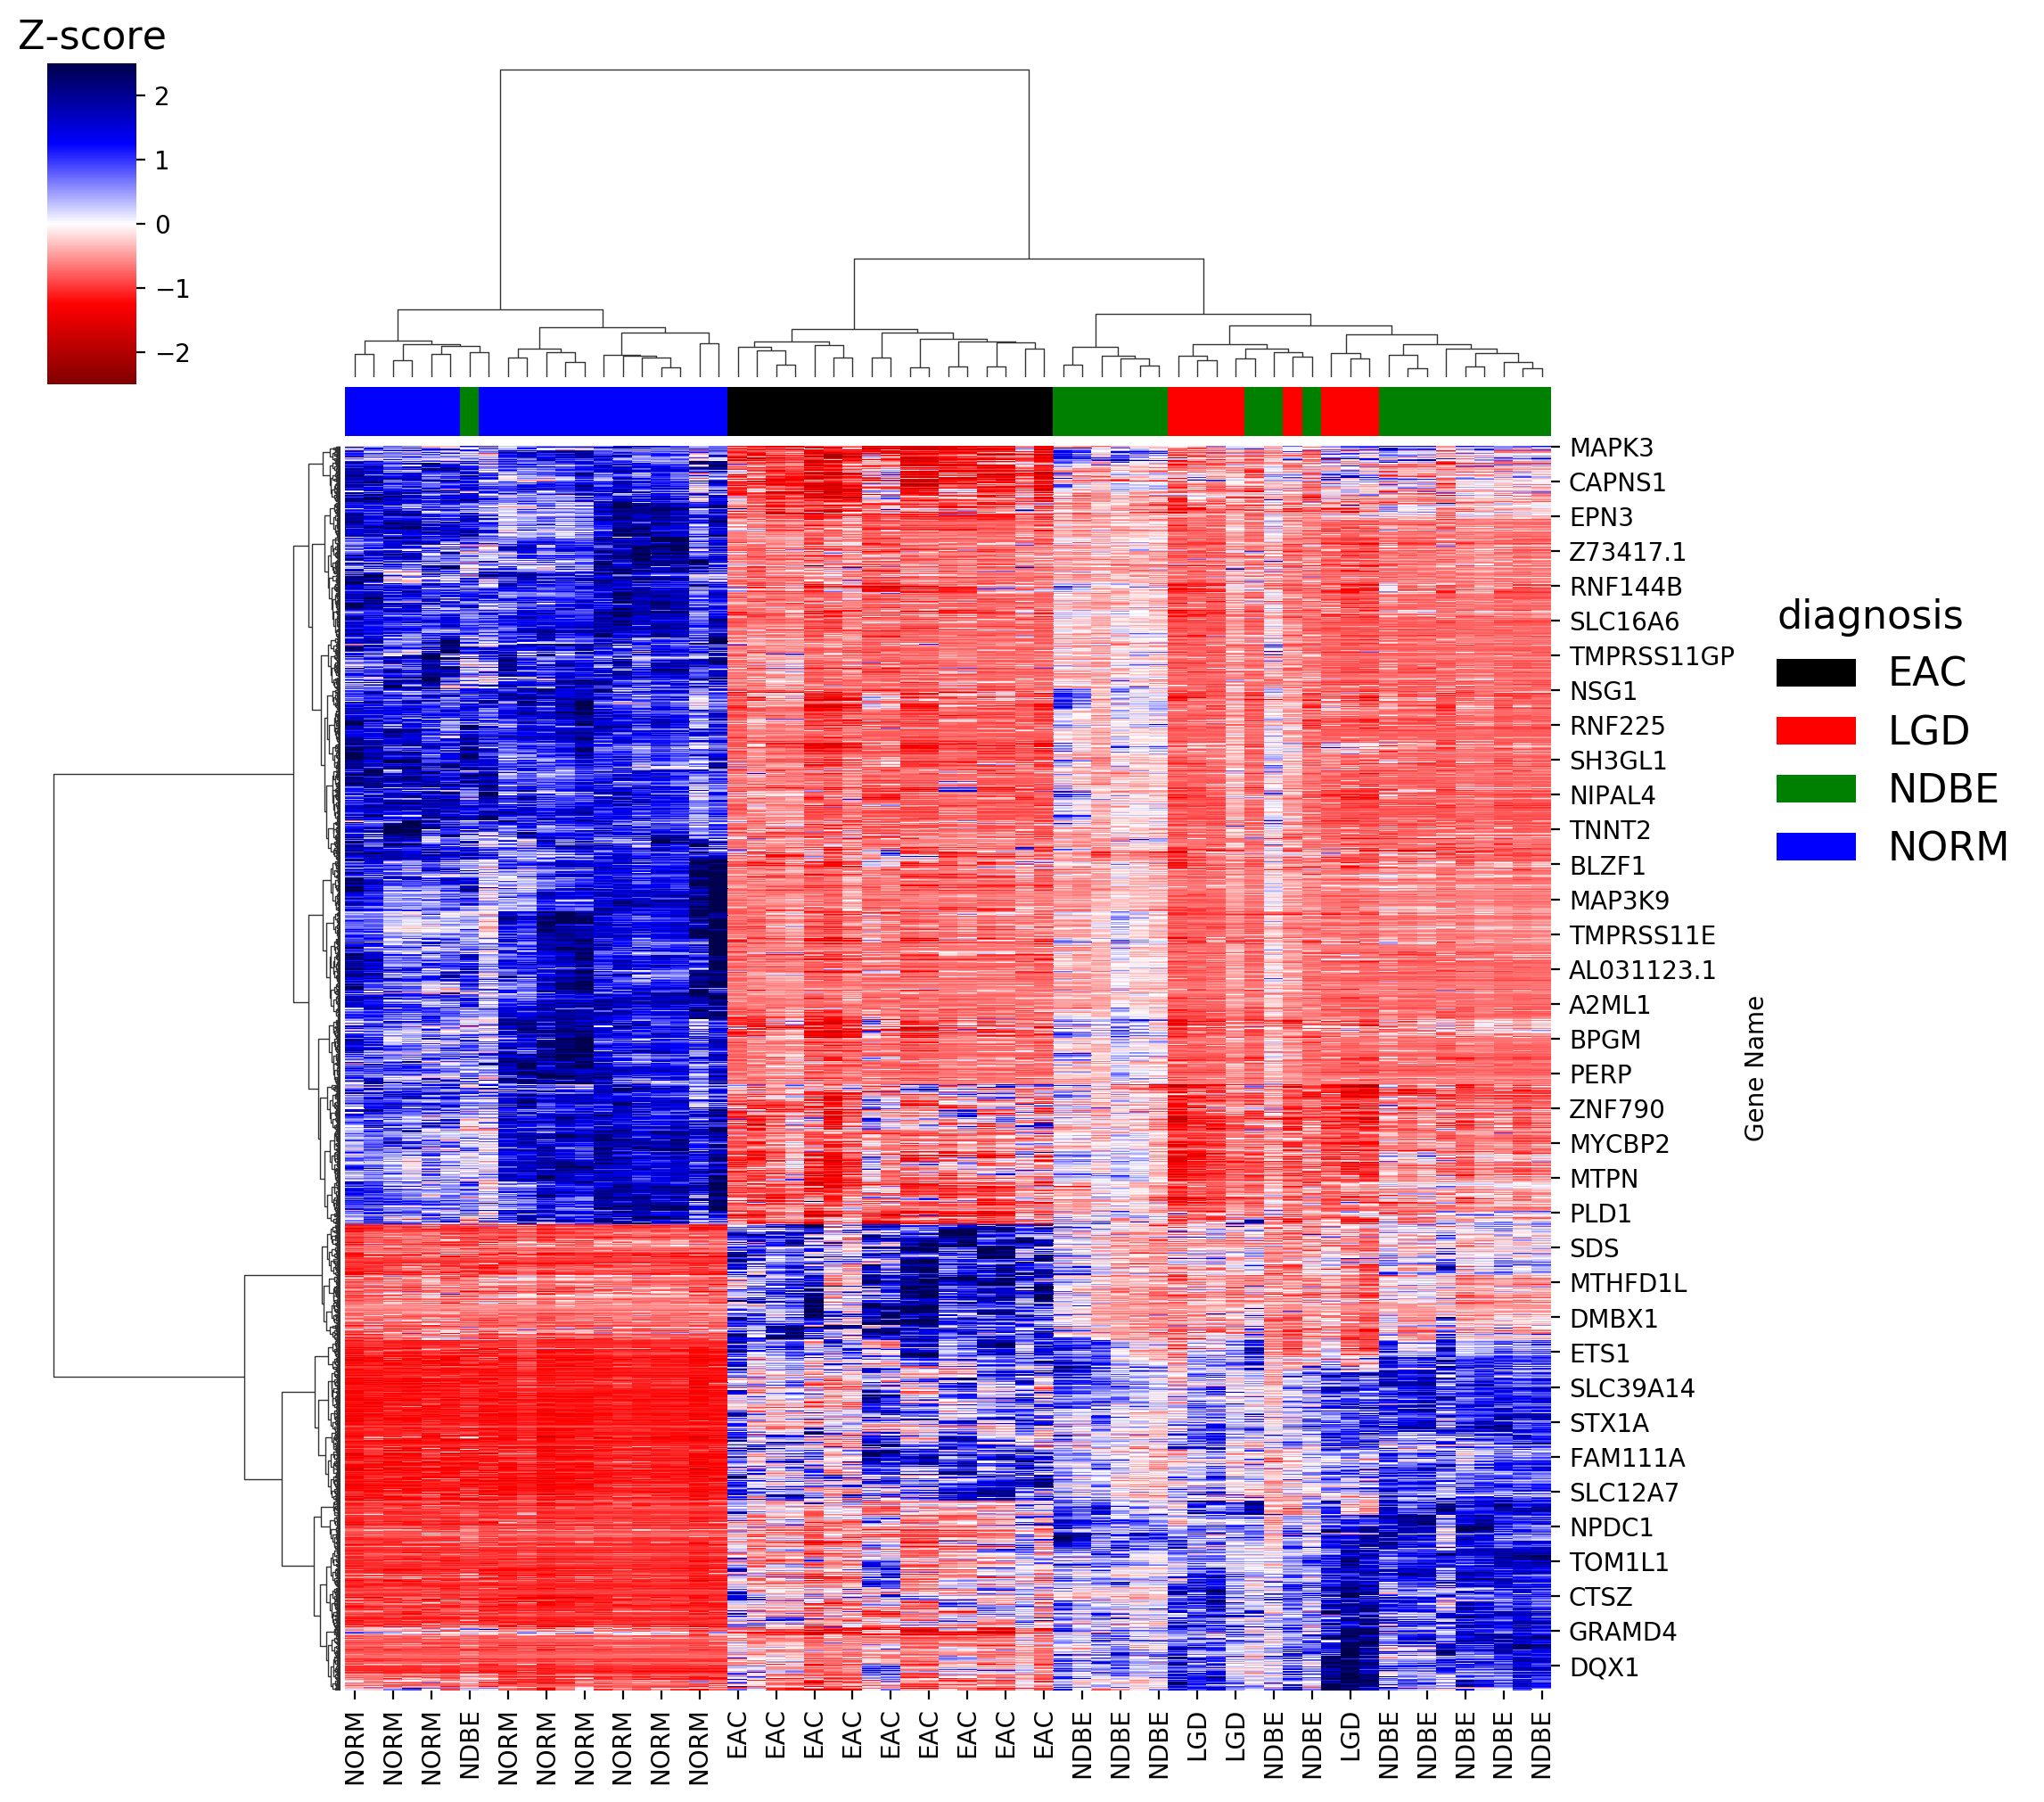 Z-score
2
1
0
−1
−2
MAPK3
CAPNS1
EPN3
Z73417.1
RNF144B
SLC16A6
TMPRSS11GP
NSG1
RNF225
SH3GL1
NIPAL4
TNNT2
BLZF1
MAP3K9
TMPRSS11E
AL031123.1
A2ML1
BPGM
PERP
ZNF790
MYCBP2
MTPN
PLD1
SDS
MTHFD1L
DMBX1
ETS1
SLC39A14
STX1A
FAM111A
SLC12A7
NPDC1
TOM1L1
CTSZ
GRAMD4
DQX1
Gene Name
diagnosis
EAC
LGD
NDBE
NORM
NORM
NORM
NORM
NDBE
NORM
NORM
NORM
NORM
NORM
NORM
EAC
EAC
EAC
EAC
EAC
EAC
EAC
EAC
EAC
NDBE
NDBE
NDBE
LGD
LGD
NDBE
NDBE
LGD
NDBE
NDBE
NDBE
NDBE
NDBE